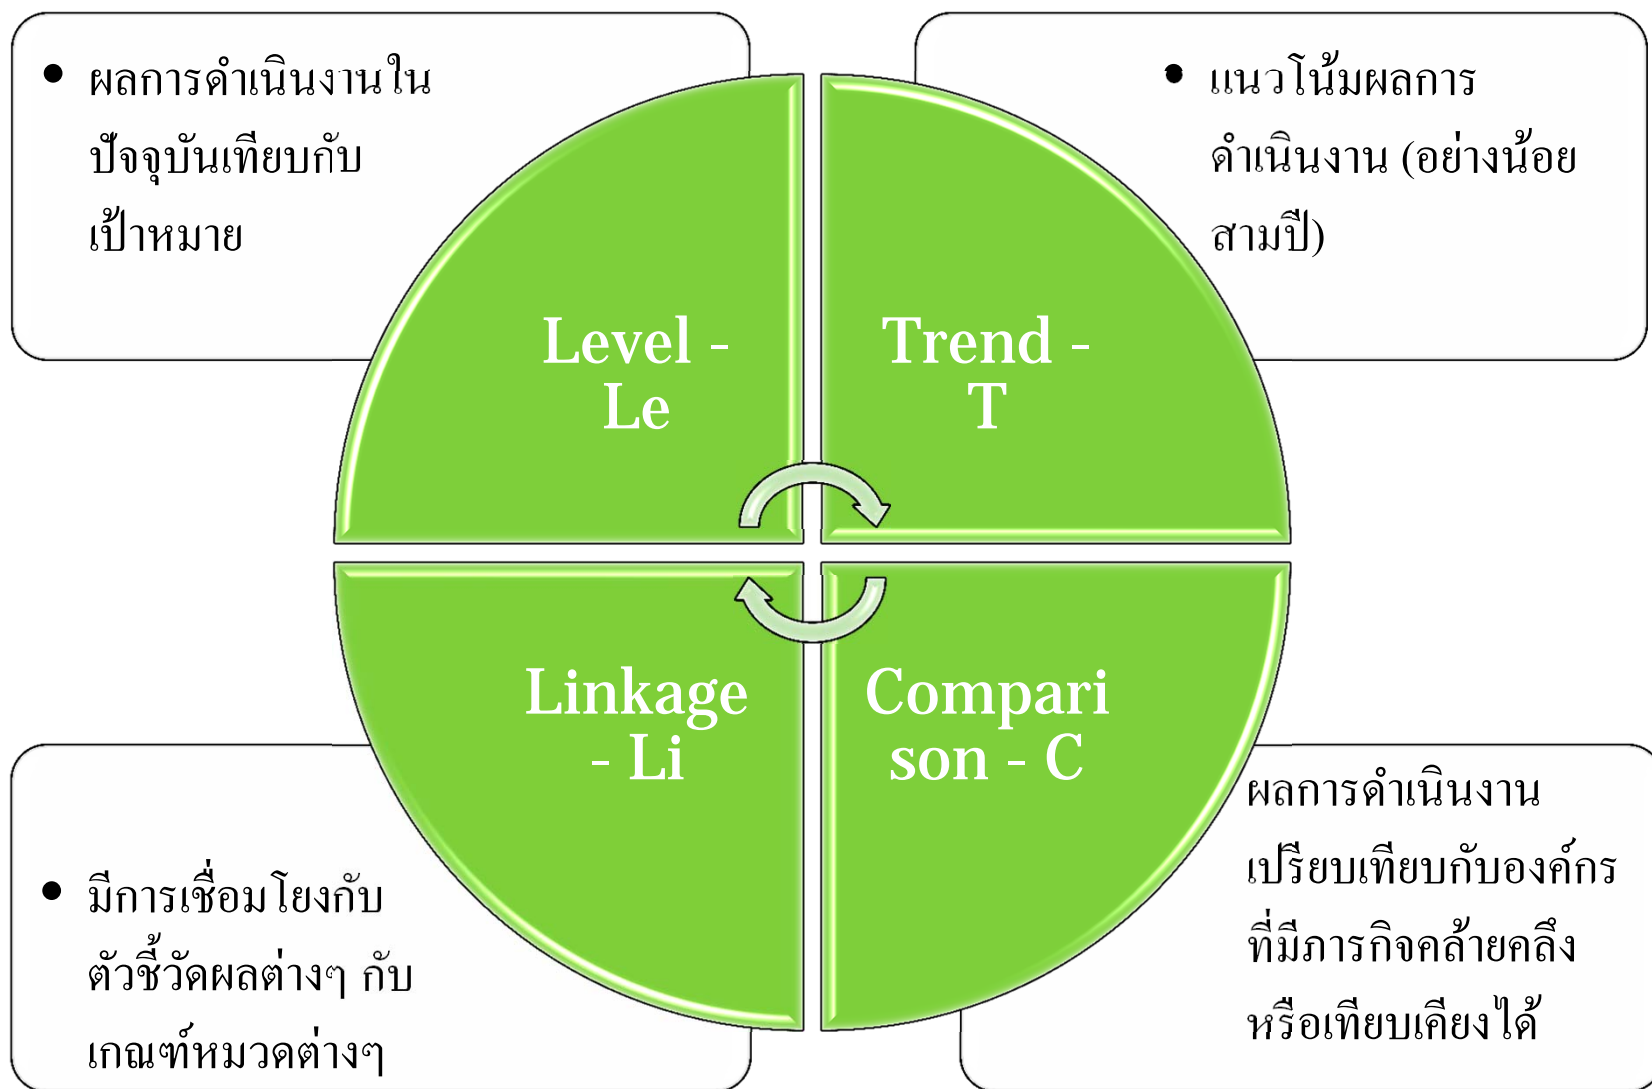 • ผลการดำเนินงานใน
ปัจจุบันเทียบกับ
เป้าหมาย
• แนวโน้มผลการ
ดำเนินงาน (อย่างน้อย
สามปี)
Level -
Le
Trend -
T
Linkage
- Li
Compari
son - C
• มีการเชื่อมโยงกับ
ตัวชี้วัดผลต่างๆ กับ
เกณฑ์หมวดต่างๆ
ผลการดำเนินงาน
เปรียบเทียบกับองค์กร
ที่มีภารกิจคล้ายคลึง
หรือเทียบเคียงได้